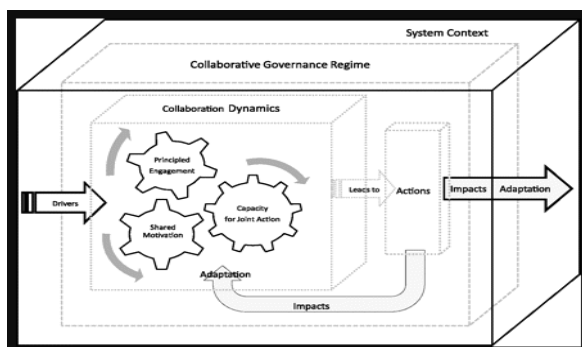 System Context
Collaborative Governance Regime
Collaboration Dynamics
Principled
Engagement
Drivers
Shared
Motivation
Capacity
for Joint Action
Leads to
Actions
Impacts
Adaptation
Adaptation
Impacts